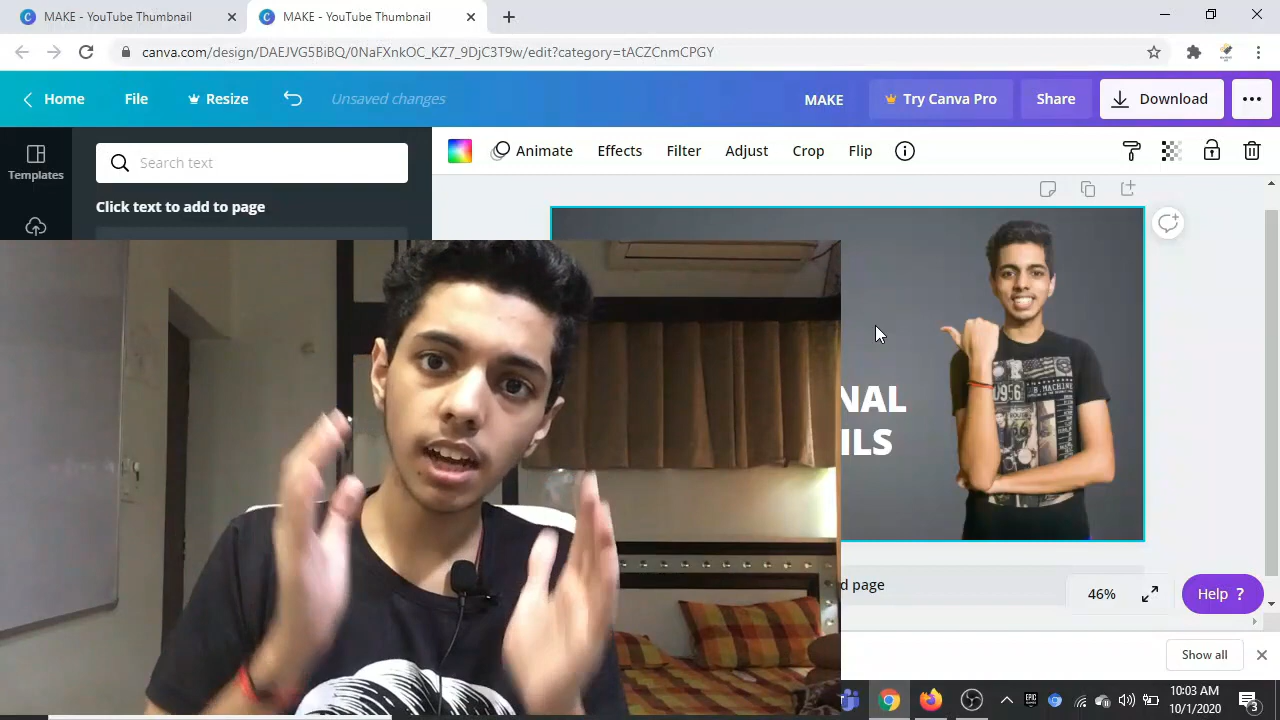 MAKE - YouTube Thumbnail
MAKE - YouTube Thumbnail
canva.com/design/DAEJVG5BiBQ/0NaFXnkOC_KZ7_9DjC3T9w/edit?category=tACZCnmCPGY
Home File Resize Unsaved changes MAKE Try Canva Pro Share Download
Templates
Search text
Click text to add to page
Animate Effects Filter Adjust Crop Flip
B.MACHINE
NAL
ILS
d page
46%
Help ?
Show all
10:03 AM
10/1/2020
3